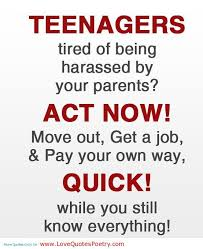 TEENAGERS
tired of being
harassed by
your parents?
ACT NOW!
Move out, Get a job,
& Pay your own way,
QUICK!
while you still
know everything!
www.LoveQuotesPoetry.com